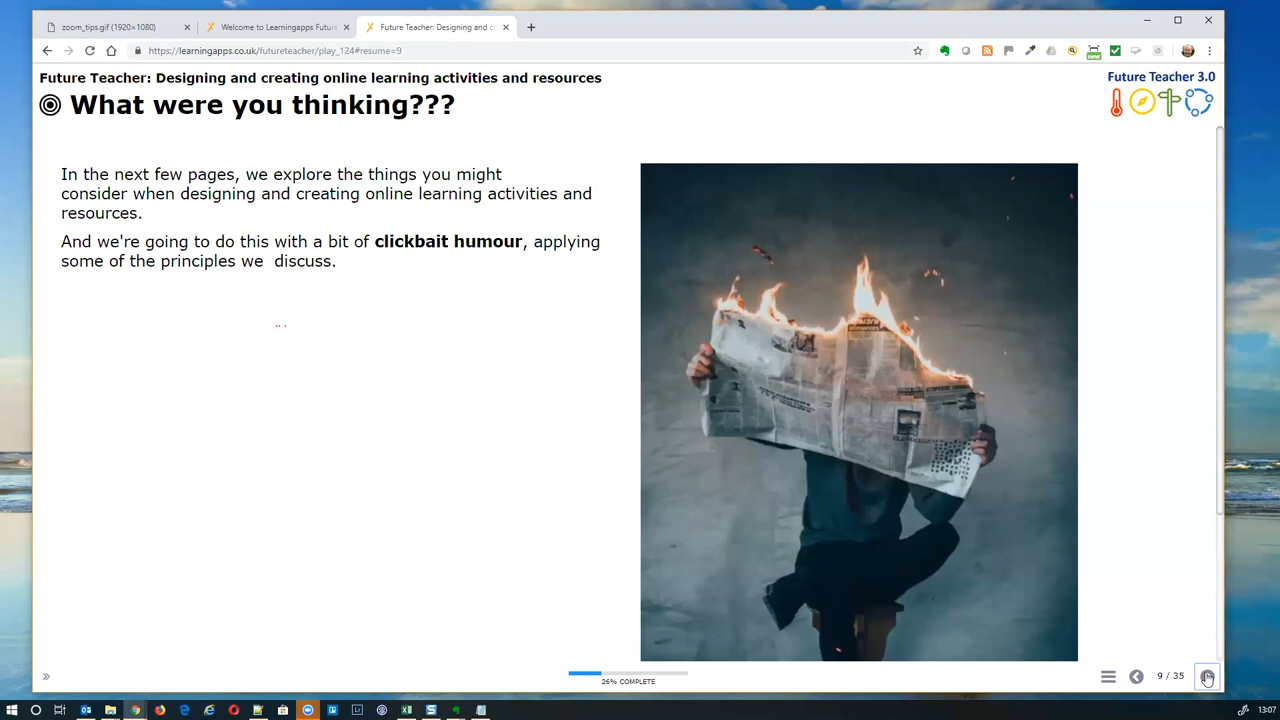 zoom_tips.gif (1920×1080)
Welcome to Learningapps Futur
Future Teacher: Designing and cr
https://learningapps.co.uk/futureteacher/play_124#resume=9
new
Future Teacher: Designing and creating online learning activities and resources
Future Teacher 3.0
What were you thinking???
In the next few pages, we explore the things you might
consider when designing and creating online learning activities and
resources.
And we're going to do this with a bit of clickbait humour, applying
some of the principles we discuss.
26% COMPLETE
9 / 35
13:07